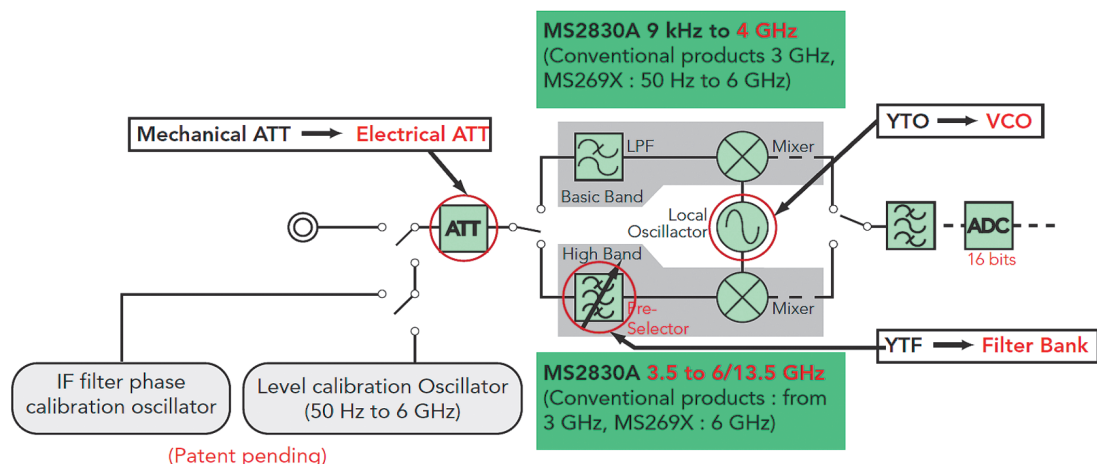 MS2830A 9 kHz to 4 GHz
(Conventional products 3 GHz,
MS269X : 50 Hz to 6 GHz)
Mechanical ATT Electrical ATT
YTO VCO
LPF
Mixer
Basic Band
ATT
Local
Oscillactor
ADC
16 bits
High Band
Pre-
Selector
Mixer
YTF Filter Bank
IF filter phase
calibration oscillator
Level calibration Oscillator
(50 Hz to 6 GHz)
MS2830A 3.5 to 6/13.5 GHz
(Conventional products : from
3 GHz, MS269X : 6 GHz)
(Patent pending)